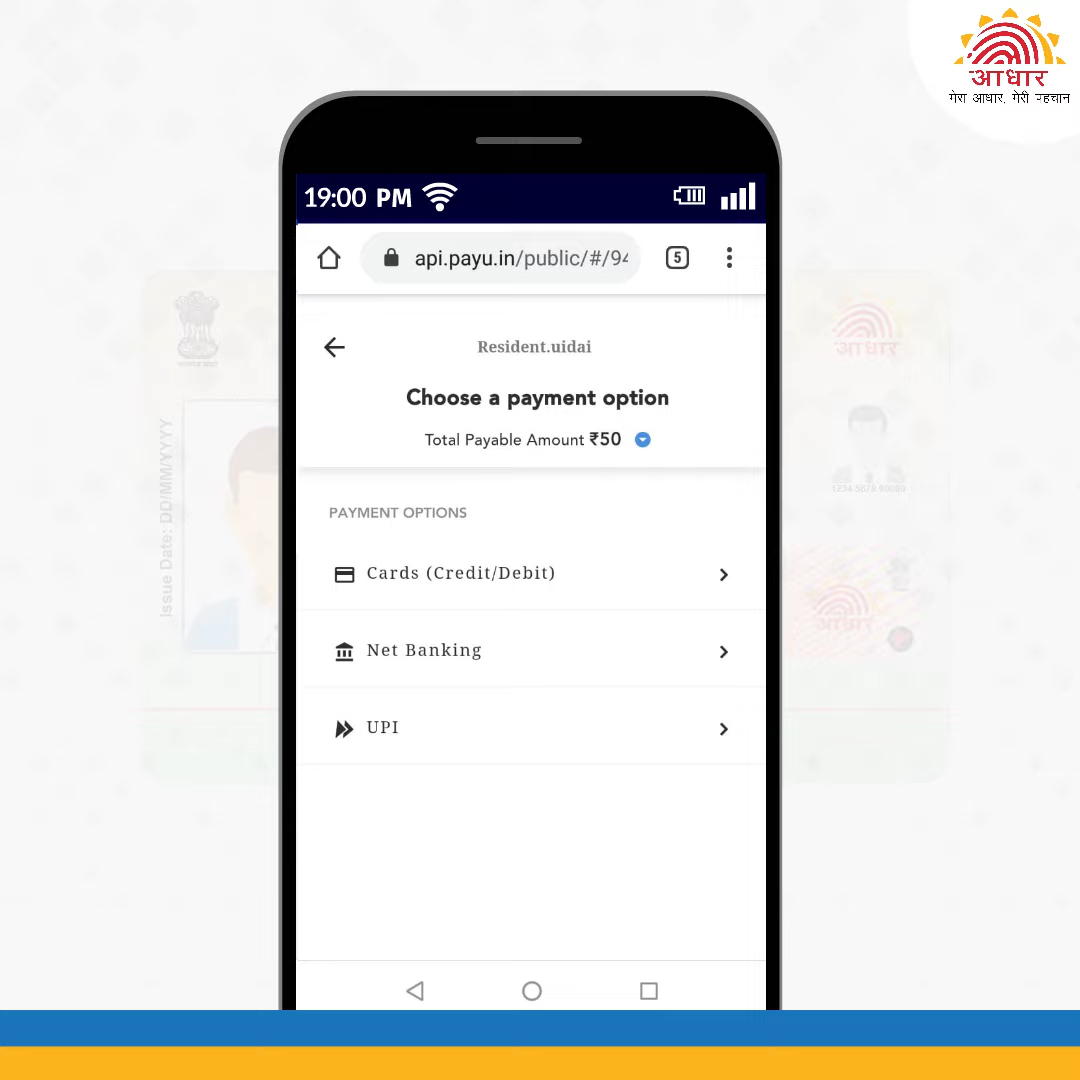 आधार
मेरा आधार, मेरी पहचान
19:00 PM
api.payu.in/public/#/94
5
Resident.uidai
Choose a payment option
Total Payable Amount ₹50
PAYMENT OPTIONS
Cards (Credit/Debit)
Net Banking
UPI
Issue Date: DD/MM/YYYY
आधार
1234 5678 90089
आधार